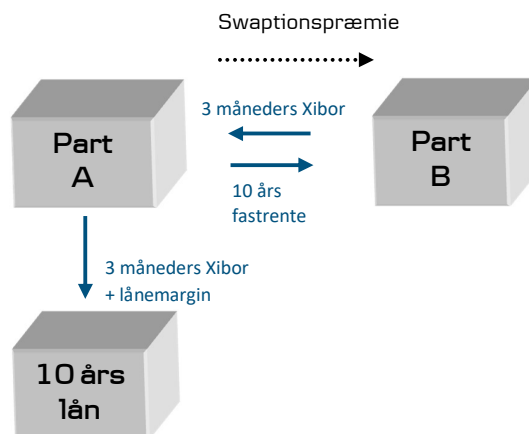 Swaptionspræmie
3 måneders Xibor
Part
A
Part
B
10 års
fastrente
3 måneders Xibor
+ lånemargin
10 års
lån